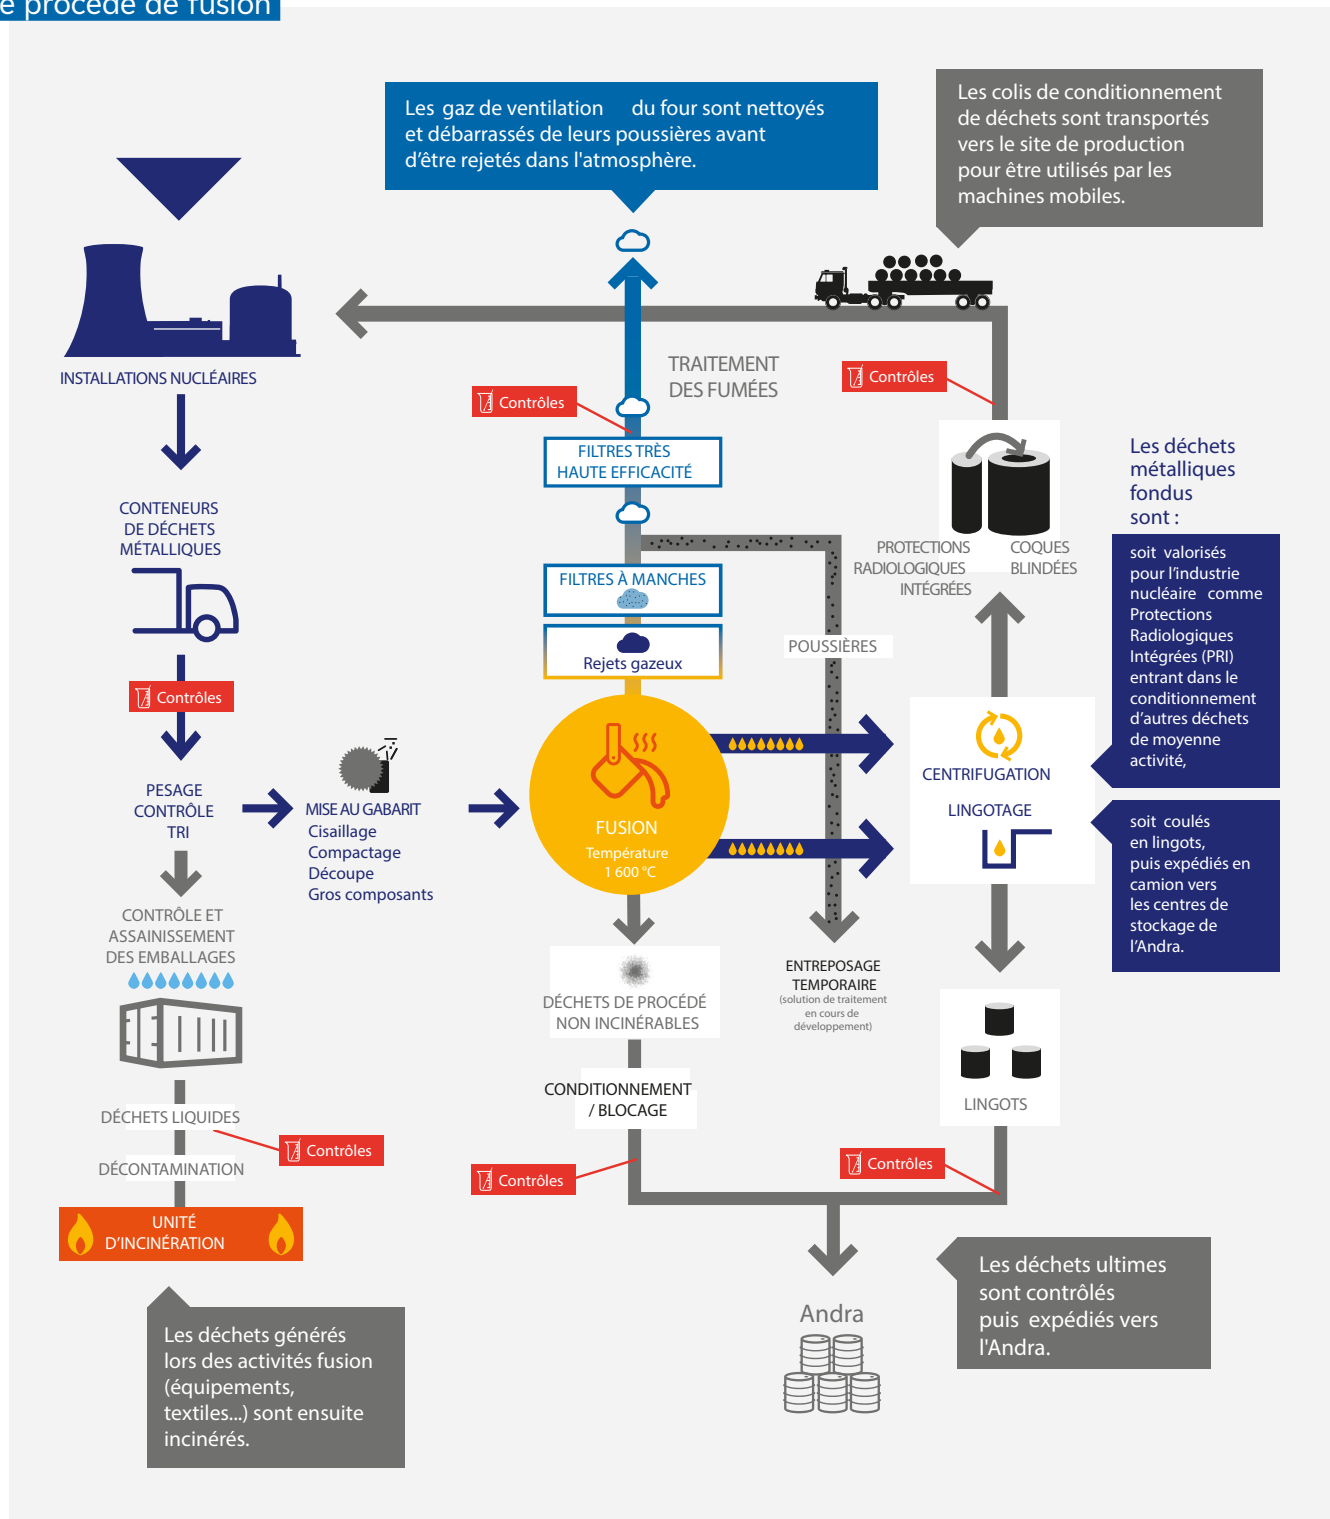 e procédé de fusion
Les gaz de ventilation du four sont nettoyés
et débarrassés de leurs poussières avant
d'être rejetés dans l'atmosphère.
Les colis de conditionnement
de déchets sont transportés
vers le site de production
pour être utilisés par les
machines mobiles.
INSTALLATIONS NUCLÉAIRES
TRAITEMENT
DES FUMÉES
Contrôles
Contrôles
FILTRES TRÈS
HAUTE EFFICACITÉ
Les déchets
métalliques
fondus
sont :
CONTENEURS
DE DÉCHETS
MÉTALLIQUES
PROTECTIONS
RADIOLOGIQUES
INTÉGRÉES
COQUES
BLINDÉES
soit valorisés
pour l'industrie
nucléaire comme
Protections
Radiologiques
Intégrées (PRI)
entrant dans le
conditionnement
d'autres déchets
de moyenne
activité,
FILTRES À MANCHES
Rejets gazeux
POUSSIÈRES
Contrôles
PESAGE
CONTRÔLE
TRI
MISE AU GABARIT
Cisaillage
Compactage
Découpe
Gros composants
FUSION
Température
1 600 °C
CENTRIFUGATION
LINGOTAGE
soit coulés
en lingots,
puis expédiés en
camion vers
les centres de
stockage de
l'Andra.
CONTRÔLE ET
ASSAINISSEMENT
DES EMBALLAGES
DÉCHETS DE PROCÉDÉ
NON INCINÉRABLES
ENTREPOSAGE
TEMPORAIRE
(solution de traitement
en cours de
développement)
CONDITIONNEMENT
/ BLOCAGE
LINGOTS
DÉCHETS LIQUIDES
Contrôles
DÉCONTAMINATION
Contrôles
Contrôles
UNITÉ
D'INCINÉRATION
Les déchets ultimes
sont contrôlés
puis expédiés vers
l'Andra.
Andra
Les déchets générés
lors des activités fusion
(équipements,
textiles...) sont ensuite
incinérés.